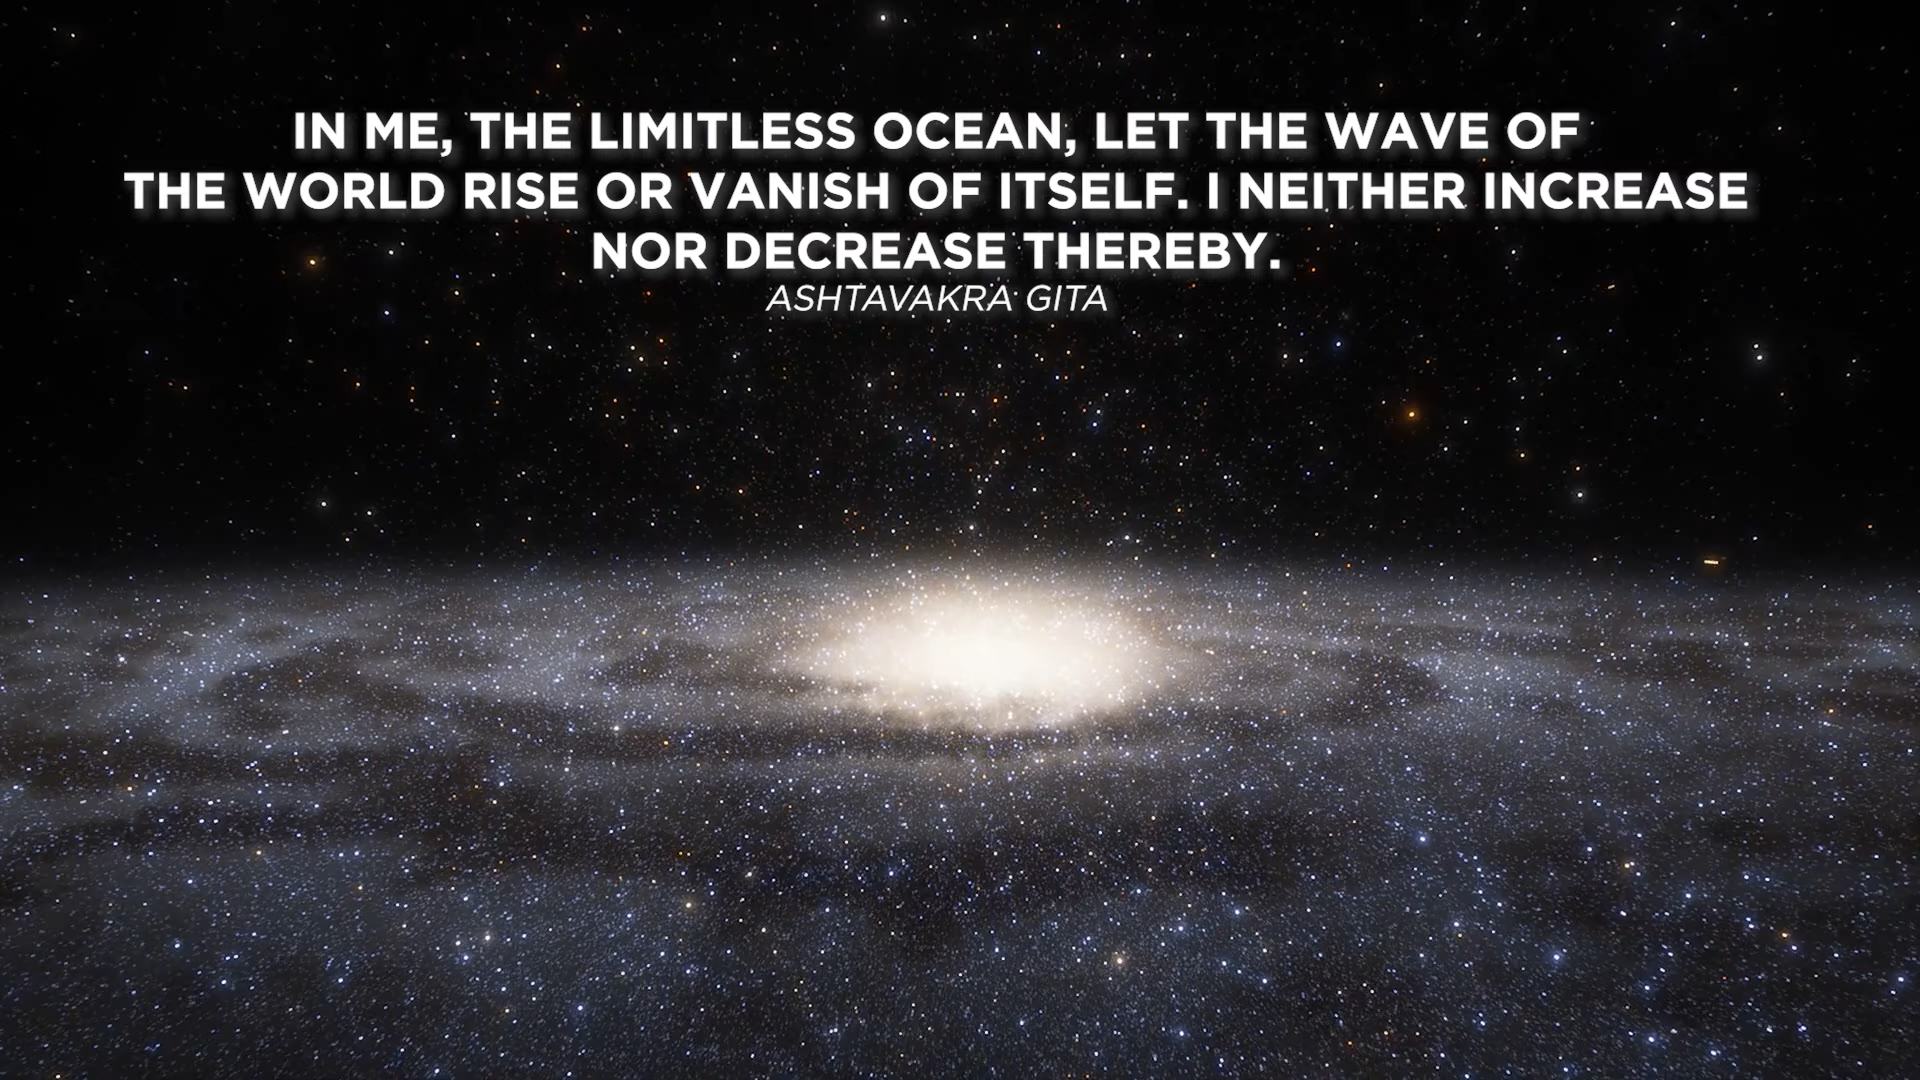 IN ME, THE LIMITLESS OCEAN, LET THE WAVE OF
THE WORLD RISE OR VANISH OF ITSELF. I NEITHER INCREASE
NOR DECREASE THEREBY.
ASHTAVAKRA GITA